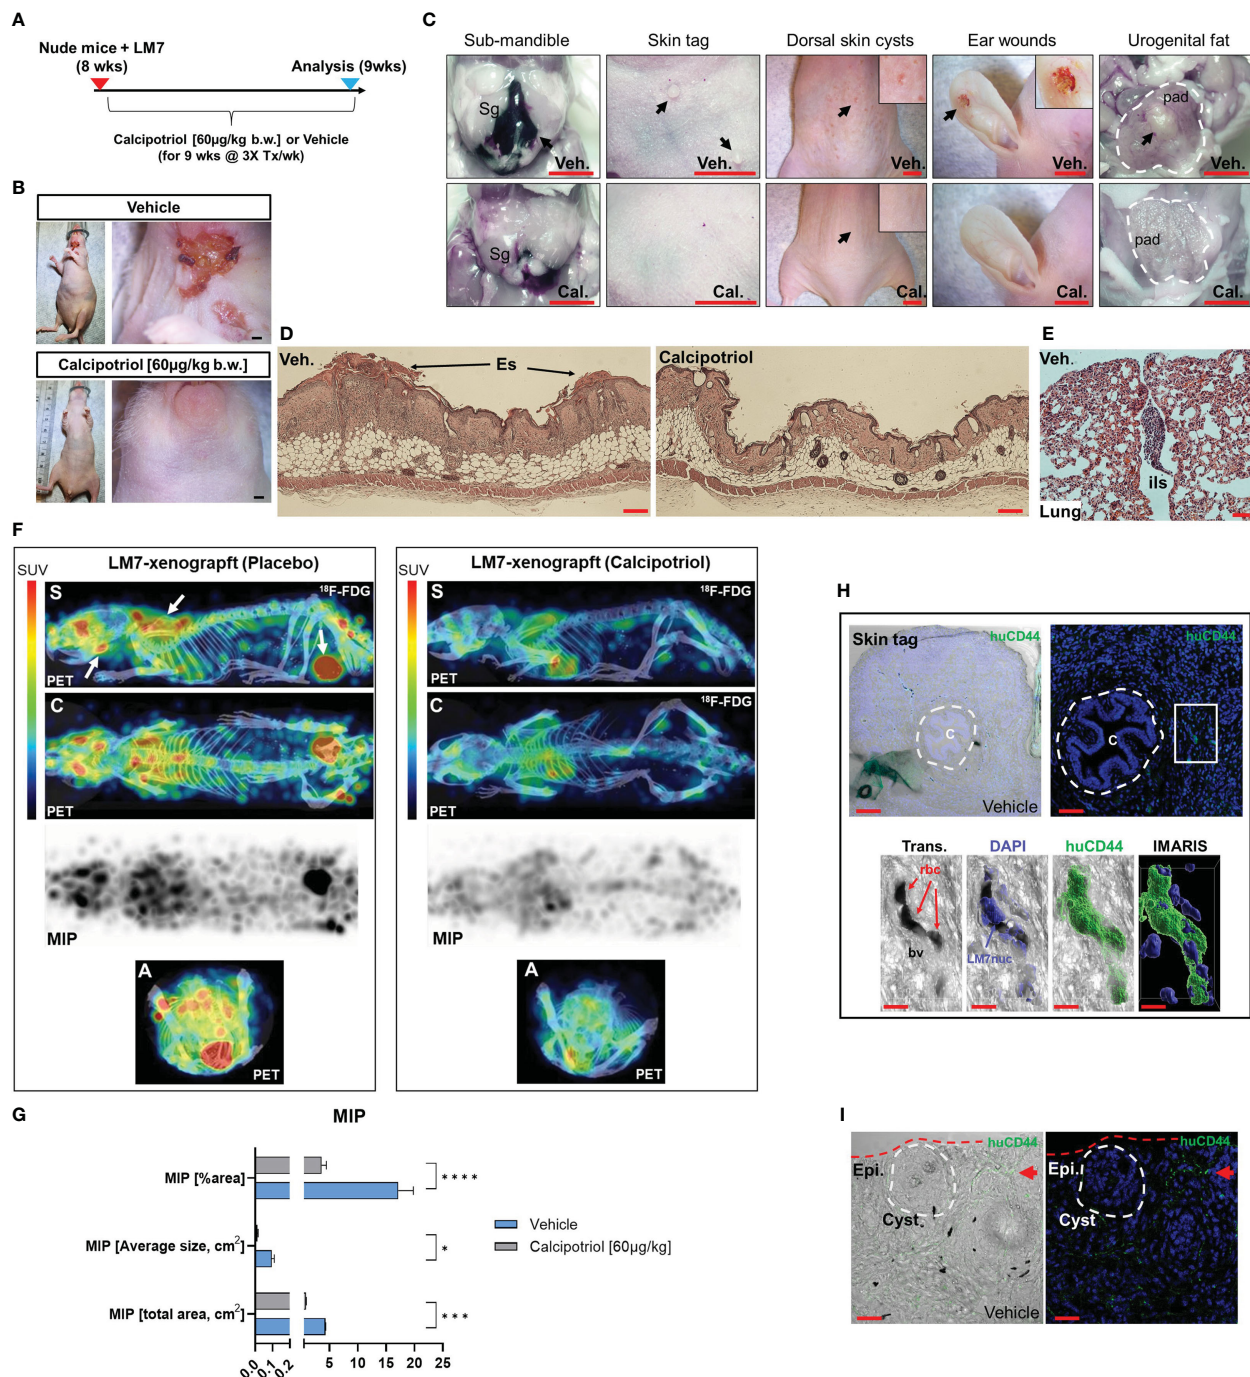 A
Nude mice + LM7
(8 wks)
Analysis (9wks)
Calcipotriol [60µg/kg b.w.] or Vehicle
(for 9 wks @ 3X Tx/wk)
B
Vehicle
Calcipotriol [60µg/kg b.w.]
C
Sub-mandible
Skin tag
Dorsal skin cysts
Ear wounds
Urogenital fat
Sg
Veh.
Veh.
Veh.
Veh.
pad
Veh.
Sg
Cal.
Cal.
Cal.
Cal.
pad
Cal.
D
Veh.
Es
Calcipotriol
E
Veh.
ils
Lung
F
LM7-xenograpft (Placebo)
SUV
S
18F-FDG
PET
C
PET
MIP
A
PET
LM7-xenograpft (Calcipotriol)
SUV
S
18F-FDG
PET
C
18F-FDG
PET
MIP
A
PET
G
MIP
MIP [%area]
****
MIP [Average size, cm2]
*
MIP [total area, cm2]
***
0.0
0.1
0.2
5
10
15
20
25
Vehicle
Calcipotriol [60µg/kg]
H
Skin tag
huCD44
Vehicle
huCD44
c
Trans.
DAPI
huCD44
IMARIS
rbc
bv
LM7nuc
I
huCD44
Epi.
Cyst
Vehicle
huCD44
Epi.
Cyst